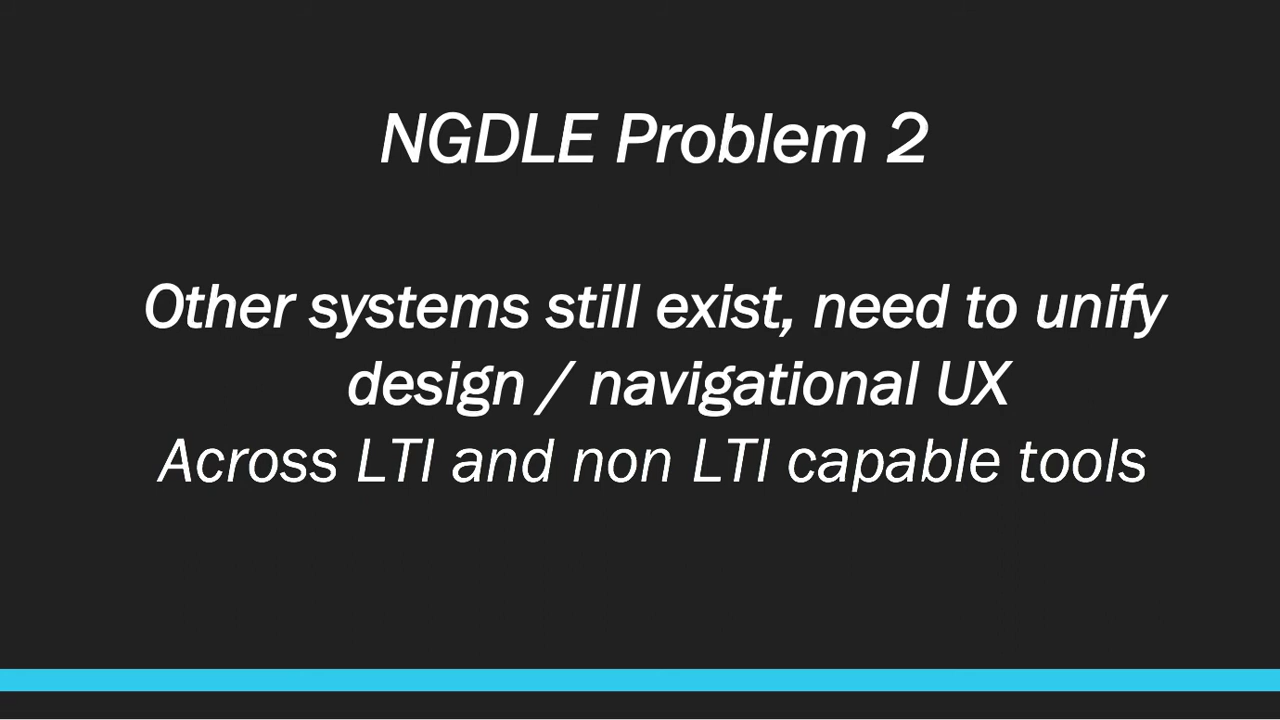 NGDLE Problem 2
Other systems still exist, need to unify
design / navigational UX
Across LTI and non LTI capable tools